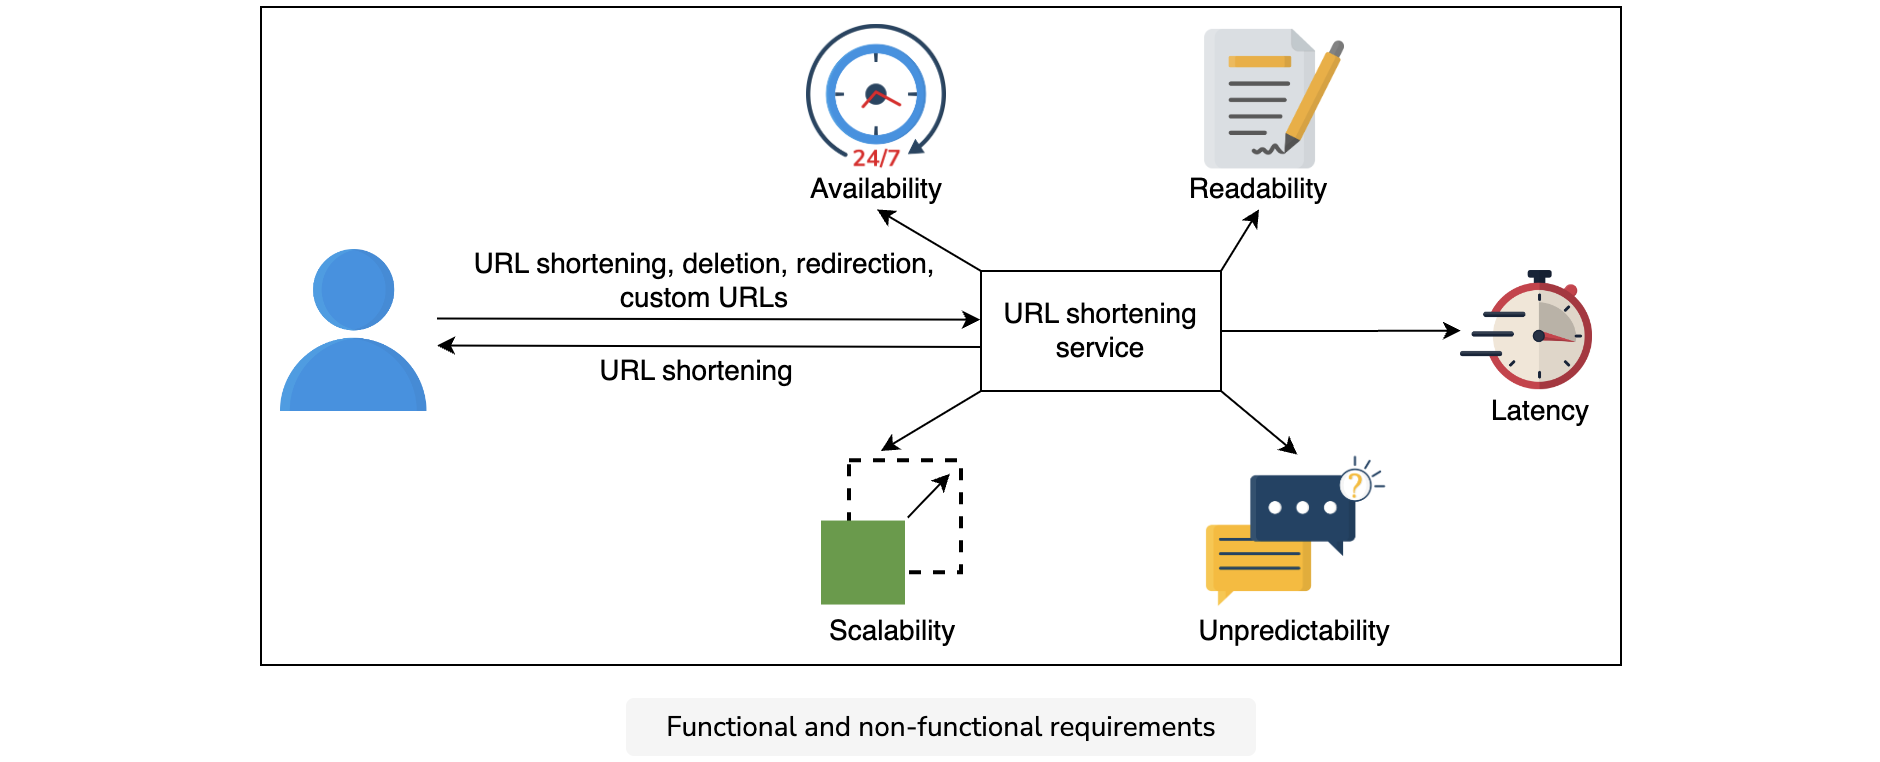 24/7
Availability
Readability
URL shortening, deletion, redirection,
custom URLs
URL shortening
URL shortening
service
Latency
?
Scalability
Unpredictability
Functional and non-functional requirements